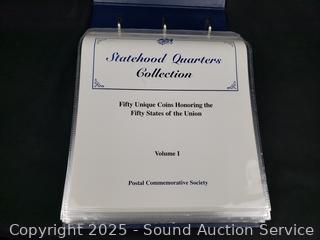 Statehood Quarters
Collection
Fifty Unique Coins Honoring the
Fifty States of the Union
Volume I
Postal Commemorative Society
Copyright © 2025 - Sound Auction Service